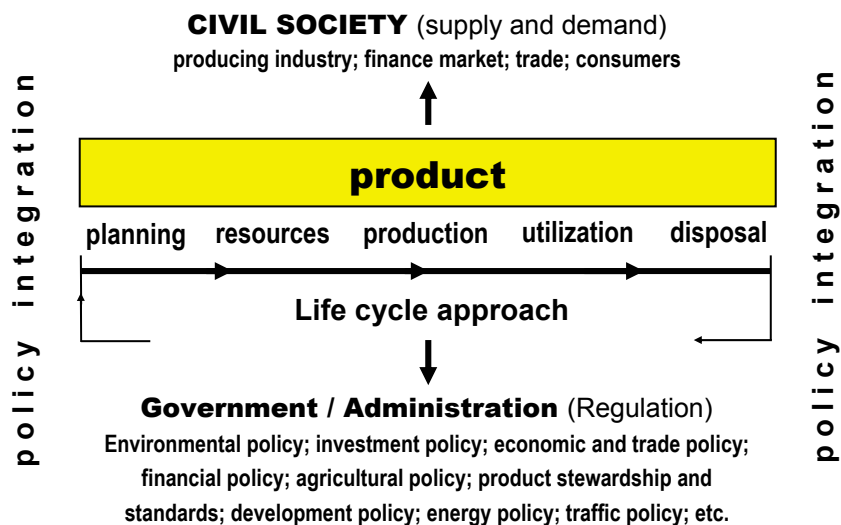 CIVIL SOCIETY (supply and demand)
producing industry; finance market; trade; consumers
policy integration
product
planning resources production utilization disposal
Life cycle approach
policy integration
Government / Administration (Regulation)
Environmental policy; investment policy; economic and trade policy;
financial policy; agricultural policy; product stewardship and
standards; development policy; energy policy; traffic policy; etc.